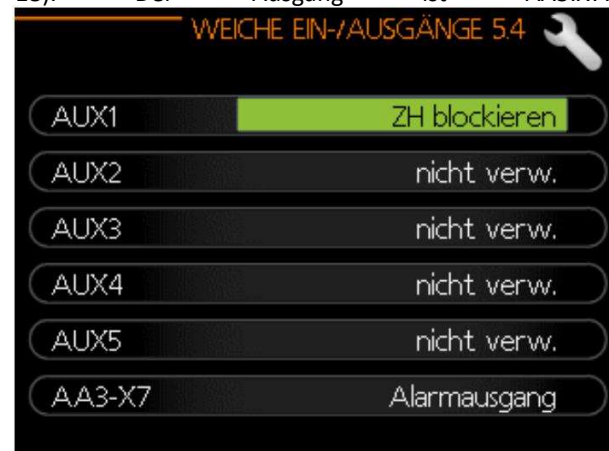 WEICHE EIN-/AUSGÄNGE 5.4
AUX1 ZH blockieren
AUX2 nicht verw.
AUX3 nicht verw.
AUX4 nicht verw.
AUX5 nicht verw.
AA3-X7 Alarmausgang